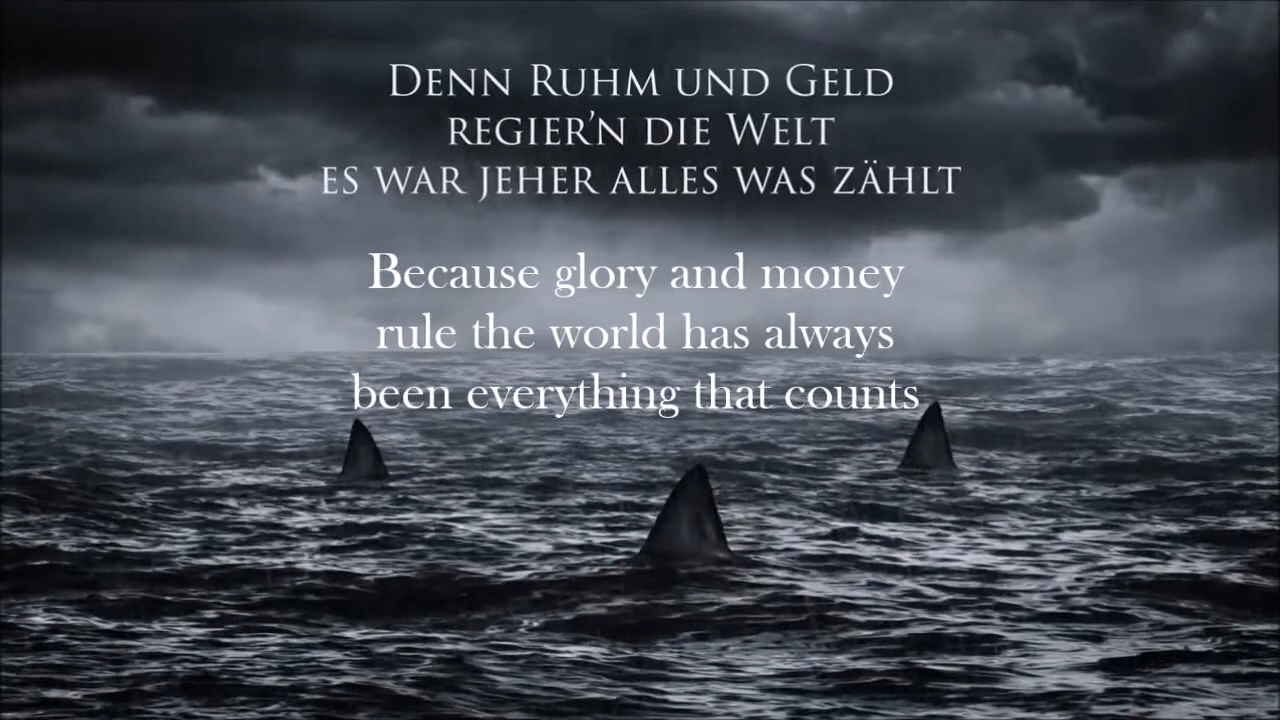 Denn Ruhm und Geld
regier'n die Welt
es war jeher alles was zählt
Because glory and money
rule the world has always
been everything that counts